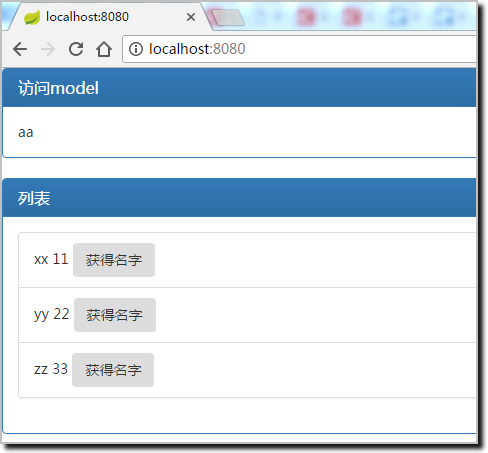 localhost:8080
localhost:8080
访问model
aa
列表
xx 11 获得名字
yy 22 获得名字
zz 33 获得名字